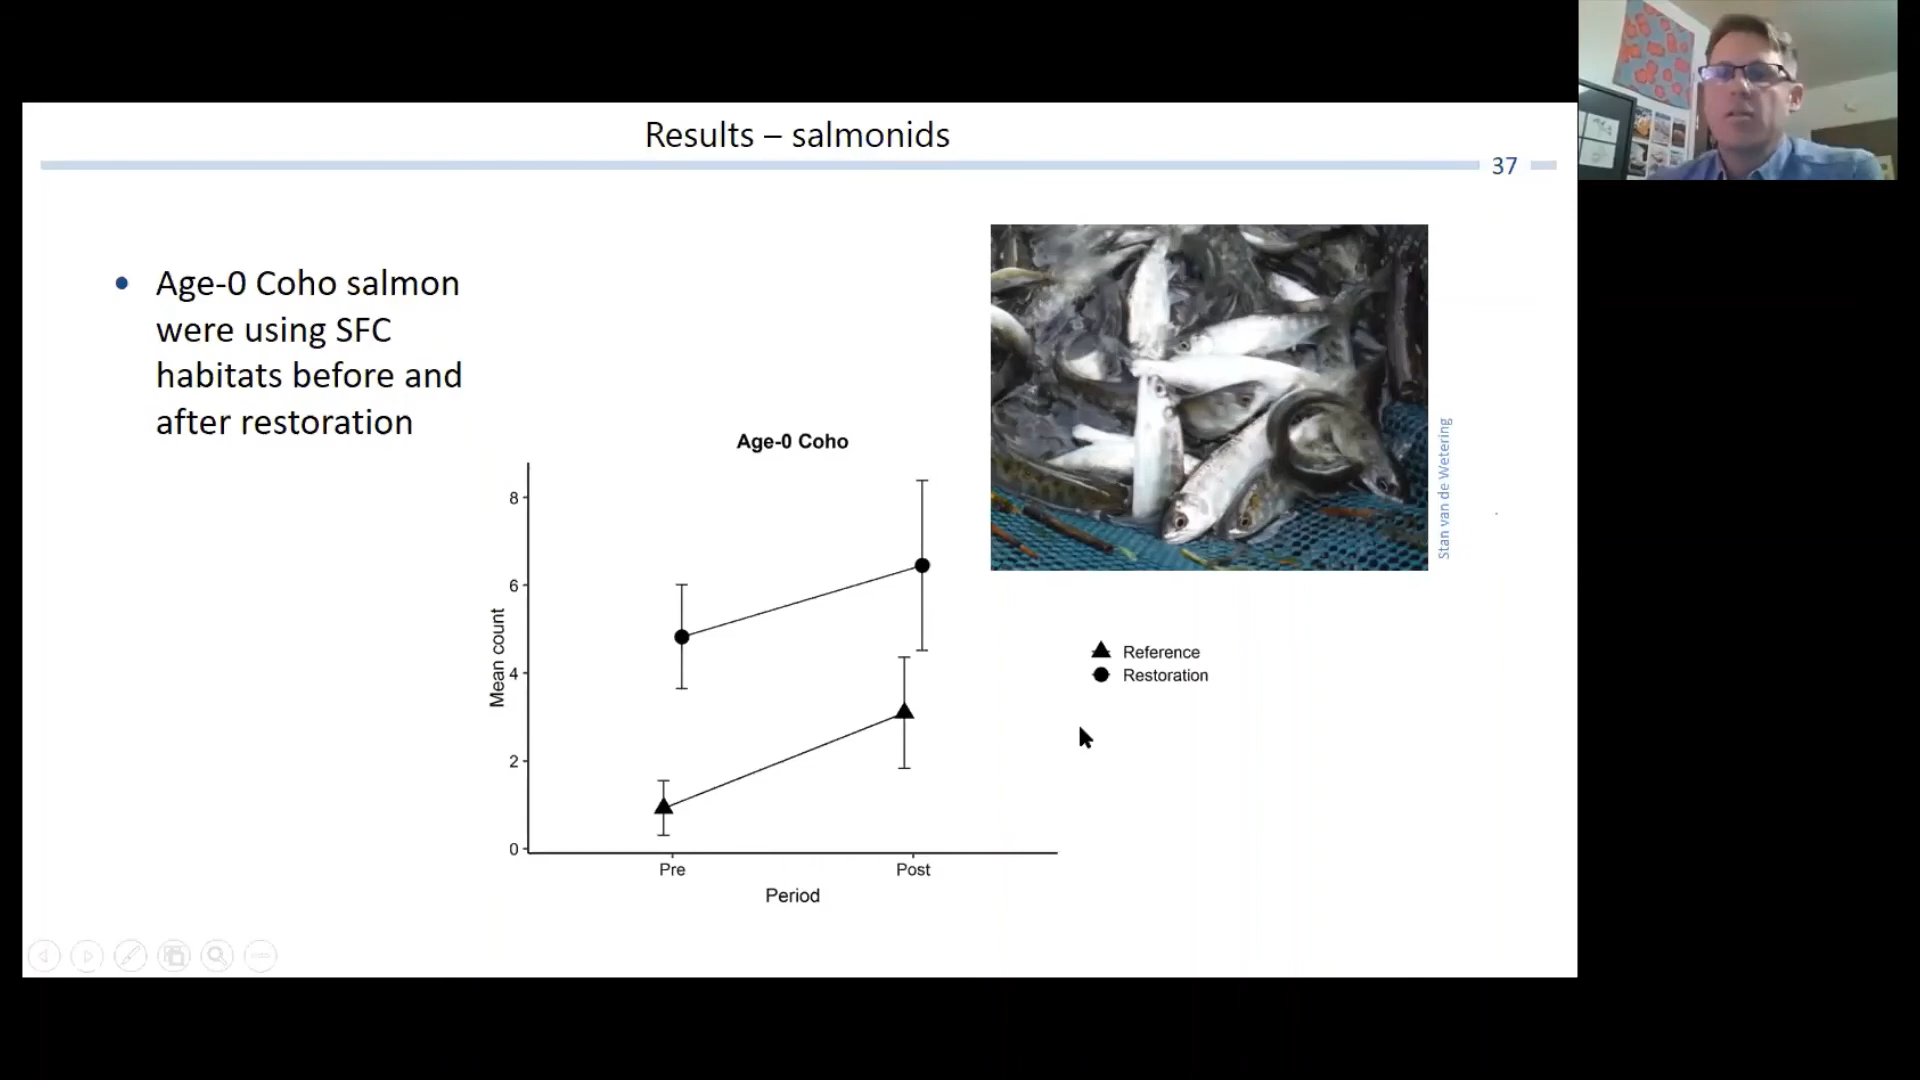 Results – salmonids
37
• Age-0 Coho salmon
were using SFC
habitats before and
after restoration
Stan van de Wetering
Age-0 Coho
Mean count
8
6
4
2
0
Pre
Post
Period
Reference
Restoration